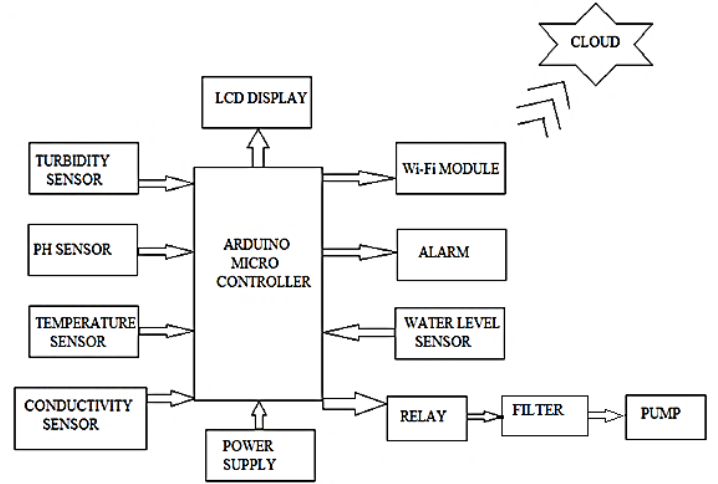 CLOUD
LCD DISPLAY
TURBIDITY
SENSOR
Wi-Fi MODULE
PH SENSOR
ARDUINO
MICRO
CONTROLLER
ALARM
TEMPERATURE
SENSOR
WATER LEVEL
SENSOR
CONDUCTIVITY
SENSOR
RELAY
FILTER
PUMP
POWER
SUPPLY